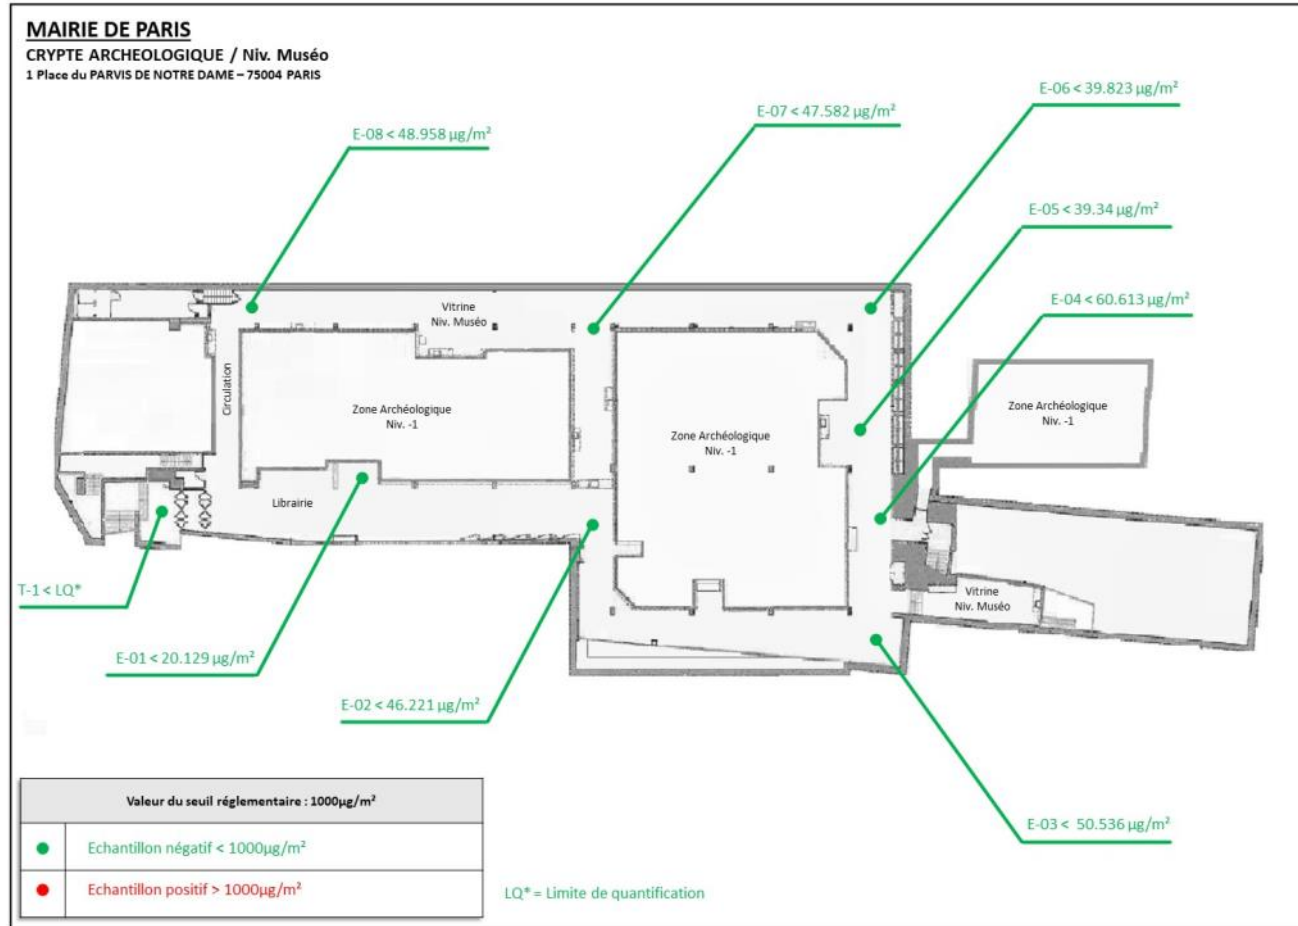 MAIRIE DE PARIS
CRYPTE ARCHEOLOGIQUE / Niv. Muséo
1 Place du PARVIS DE NOTRE DAME – 75004 PARIS
E-06 < 39.823 µg/m²
E-07 < 47.582 µg/m²
E-08 < 48.958 µg/m²
E-05 < 39.34 µg/m²
E-04 < 60.613 µg/m²
Vitrine
Niv. Muséo
Circulation
Zone Archéologique
Niv. -1
Zone Archéologique
Niv. -1
Zone Archéologique
Niv. -1
Librairie
T-1 < LQ*
Vitrine
Niv. Muséo
E-01 < 20.129 µg/m²
E-02 < 46.221 µg/m²
E-03 < 50.536 µg/m²
Valeur du seuil réglementaire : 1000µg/m²
Echantillon négatif < 1000µg/m²
Echantillon positif > 1000µg/m²
LQ* = Limite de quantification